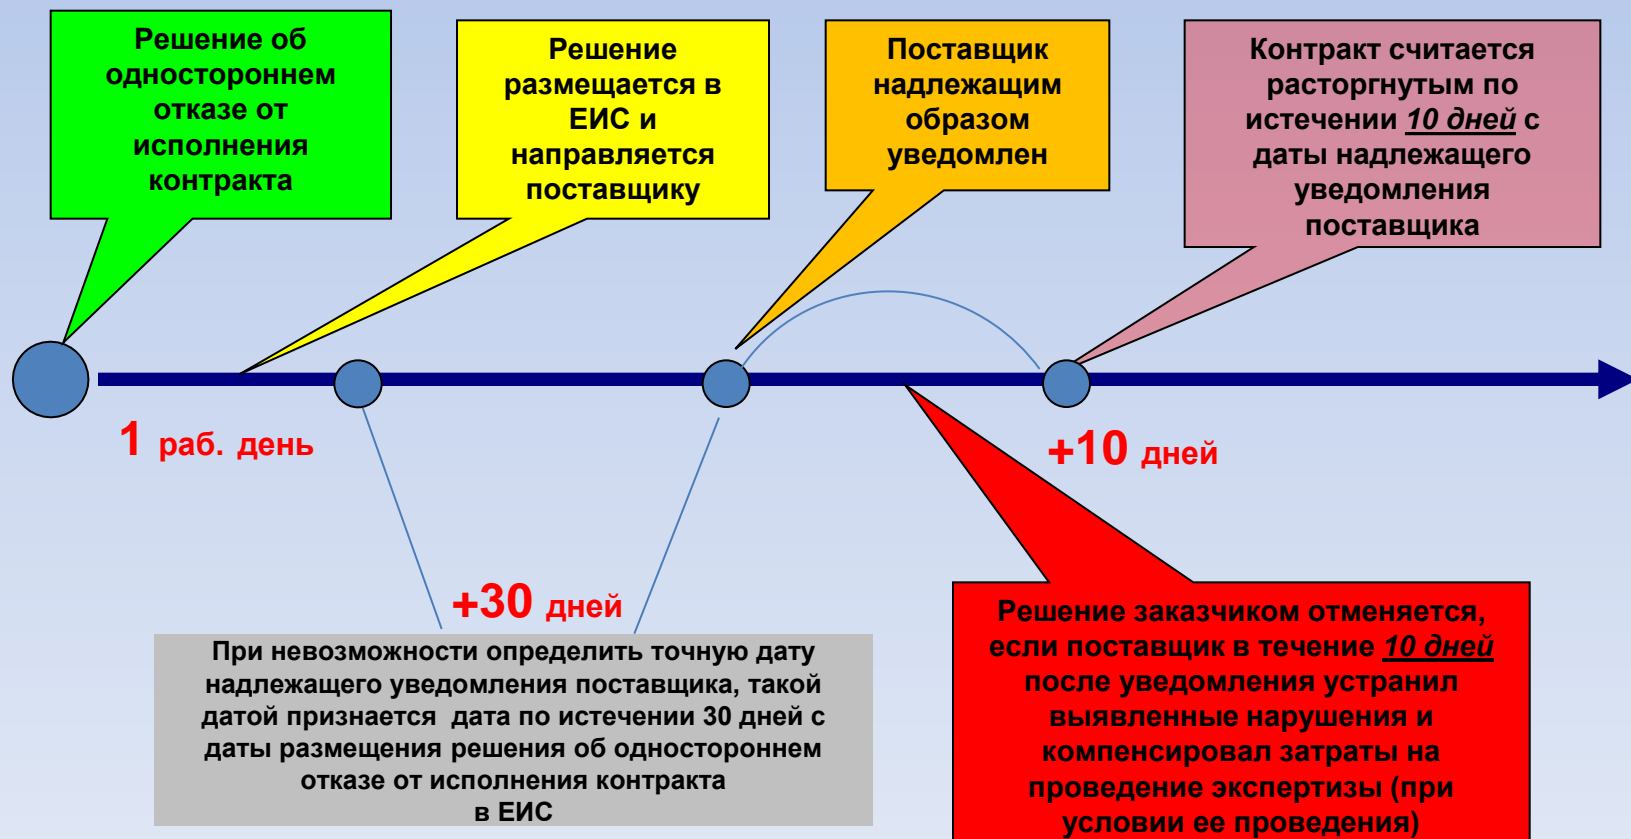 Решение об
одностороннем
отказе от
исполнения
контракта
Решение
размещается в
ЕИС и
направляется
поставщику
Поставщик
надлежащим
образом
уведомлен
Контракт считается
расторгнутым по
истечении 10 дней с
даты надлежащего
уведомления
поставщика
1 раб. день
+10 дней
+30 дней
При невозможности определить точную дату
надлежащего уведомления поставщика, такой
датой признается дата по истечении 30 дней с
даты размещения решения об одностороннем
отказе от исполнения контракта
в ЕИС
Решение заказчиком отменяется,
если поставщик в течение 10 дней
после уведомления устранил
выявленные нарушения и
компенсировал затраты на
проведение экспертизы (при
условии ее проведения)